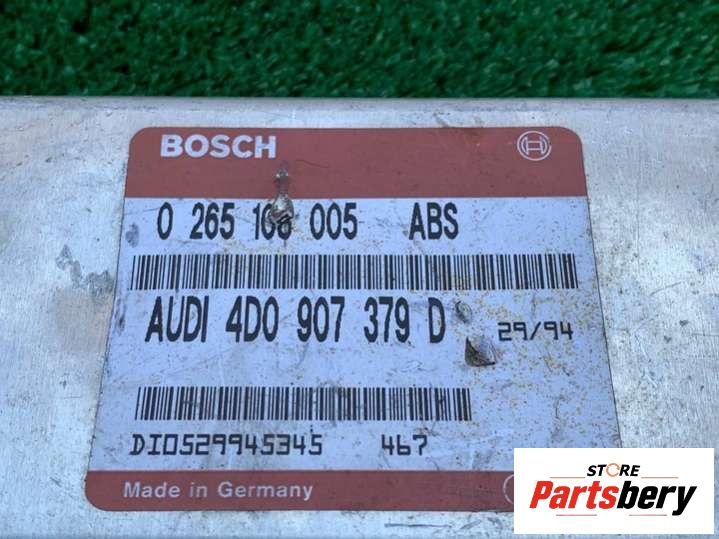 BOSCH
0 265 108 005 ABS
AUDI 4D0 907 379 D 29/94
DI0529945345 467
Made in Germany
STORE
Partsbery